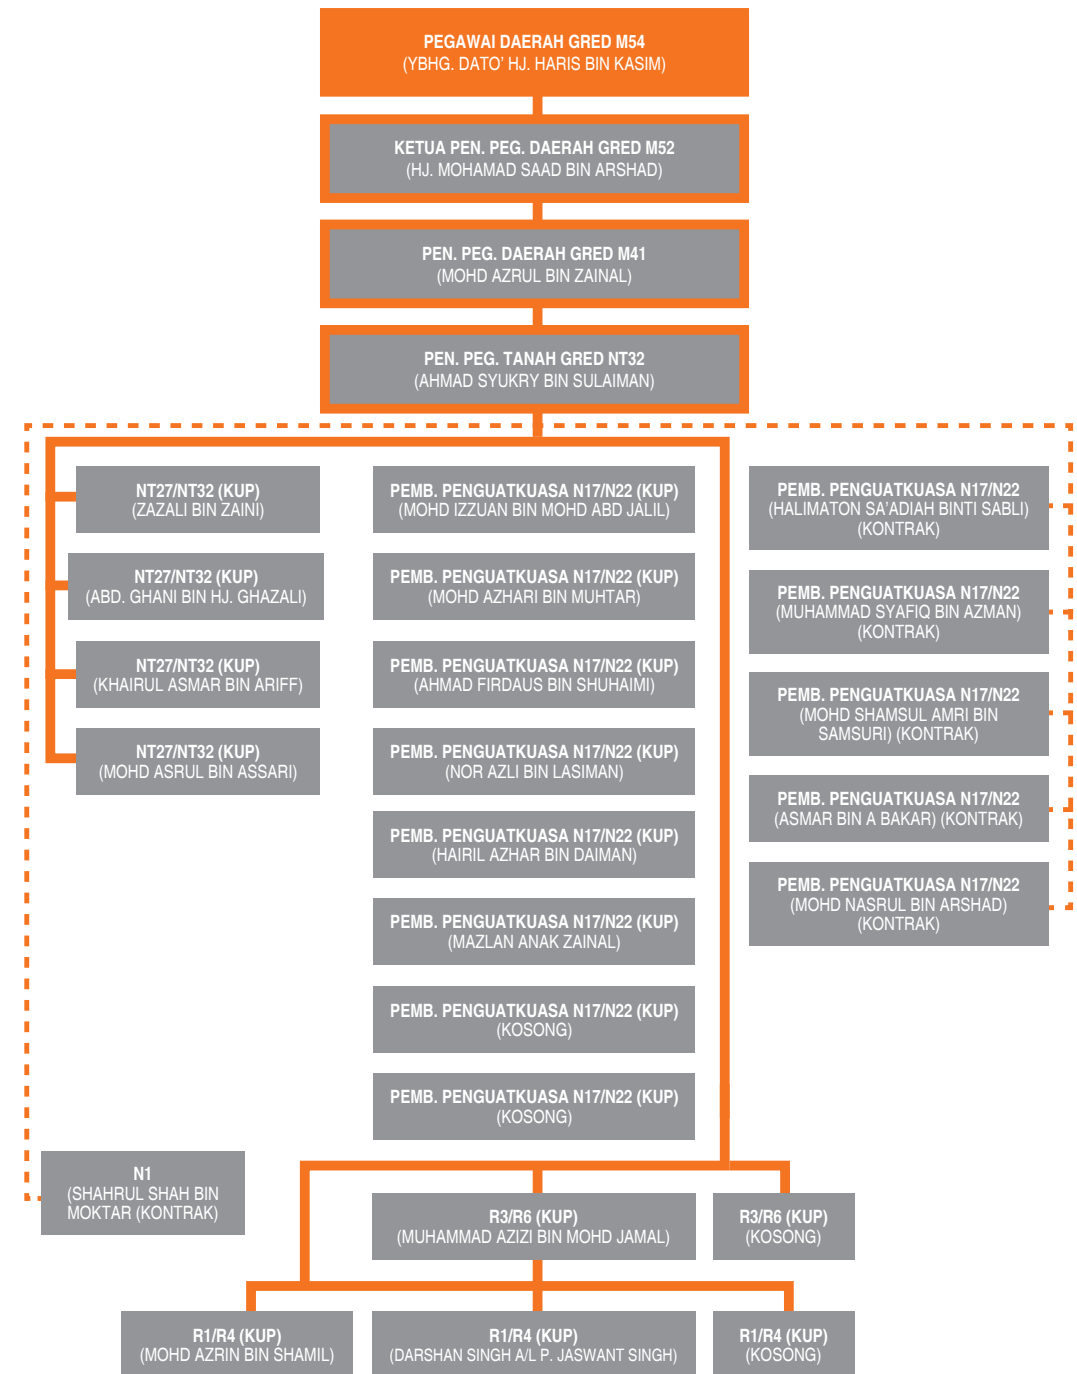 PEGAWAI DAERAH GRED M54
(YBHG. DATO' HJ. HARIS BIN KASIM)
KETUA PEN. PEG. DAERAH GRED M52
(HJ. MOHAMAD SAAD BIN ARSHAD)
PEN. PEG. DAERAH GRED M41
(MOHD AZRUL BIN ZAINAL)
PEN. PEG. TANAH GRED NT32
(AHMAD SYUKRY BIN SULAIMAN)
NT27/NT32 (KUP)
(ZAZALI BIN ZAINI)
NT27/NT32 (KUP)
(ABD. GHANI BIN HJ. GHAZALI)
NT27/NT32 (KUP)
(KHAIRUL ASMAR BIN ARIFF)
NT27/NT32 (KUP)
(MOHD ASRUL BIN ASSARI)
PEMB. PENGUATKUASA N17/N22 (KUP)
(MOHD IZZUAN BIN MOHD ABD JALIL)
PEMB. PENGUATKUASA N17/N22 (KUP)
(MOHD AZHARI BIN MUHTAR)
PEMB. PENGUATKUASA N17/N22 (KUP)
(AHMAD FIRDAUS BIN SHUHAIMI)
PEMB. PENGUATKUASA N17/N22 (KUP)
(NOR AZLI BIN LASIMAN)
PEMB. PENGUATKUASA N17/N22 (KUP)
(HAIRIL AZHAR BIN DAIMAN)
PEMB. PENGUATKUASA N17/N22 (KUP)
(MAZLAN ANAK ZAINAL)
PEMB. PENGUATKUASA N17/N22 (KUP)
(KOSONG)
PEMB. PENGUATKUASA N17/N22 (KUP)
(KOSONG)
PEMB. PENGUATKUASA N17/N22
(HALIMATON SA'ADIAH BINTI SABLI)
(KONTRAK)
PEMB. PENGUATKUASA N17/N22
(MUHAMMAD SYAFIQ BIN AZMAN)
(KONTRAK)
PEMB. PENGUATKUASA N17/N22
(MOHD SHAMSUL AMRI BIN
SAMSURI) (KONTRAK)
PEMB. PENGUATKUASA N17/N22
(ASMAR BIN A BAKAR) (KONTRAK)
PEMB. PENGUATKUASA N17/N22
(MOHD NASRUL BIN ARSHAD)
(KONTRAK)
N1
(SHAHRUL SHAH BIN
MOKTAR (KONTRAK)
R3/R6 (KUP)
(MUHAMMAD AZIZI BIN MOHD JAMAL)
R3/R6 (KUP)
(KOSONG)
R1/R4 (KUP)
(MOHD AZRIN BIN SHAMIL)
R1/R4 (KUP)
(DARSHAN SINGH A/L P. JASWANT SINGH)
R1/R4 (KUP)
(KOSONG)